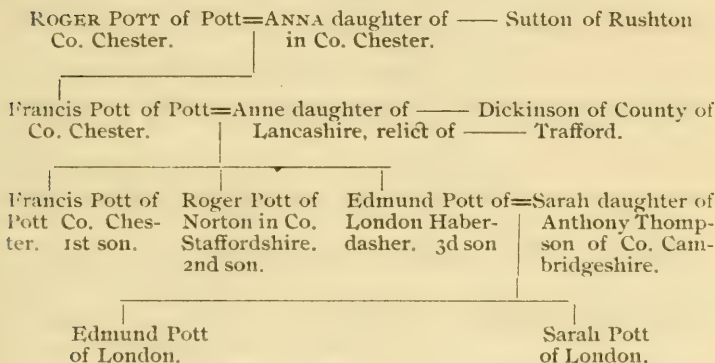 ROGER POTT of Pott=ANNA daughter of —— Sutton of Rushton
Co. Chester. in Co. Chester.
Francis Pott of Pott=Anne daughter of —— Dickinson of County of
Co. Chester. Lancashire, relict of —— Trafford.
Francis Pott of
Pott Co. Ches-
ter. 1st son.
Roger Pott of
Norton in Co.
Staffordshire.
2nd son.
Edmund Pott of=Sarah daughter of
London Haber- Anthony Thomp-
dasher. 3d son son of Co. Cam-
bridgeshire.
Edmund Pott
of London.
Sarah Pott
of London.